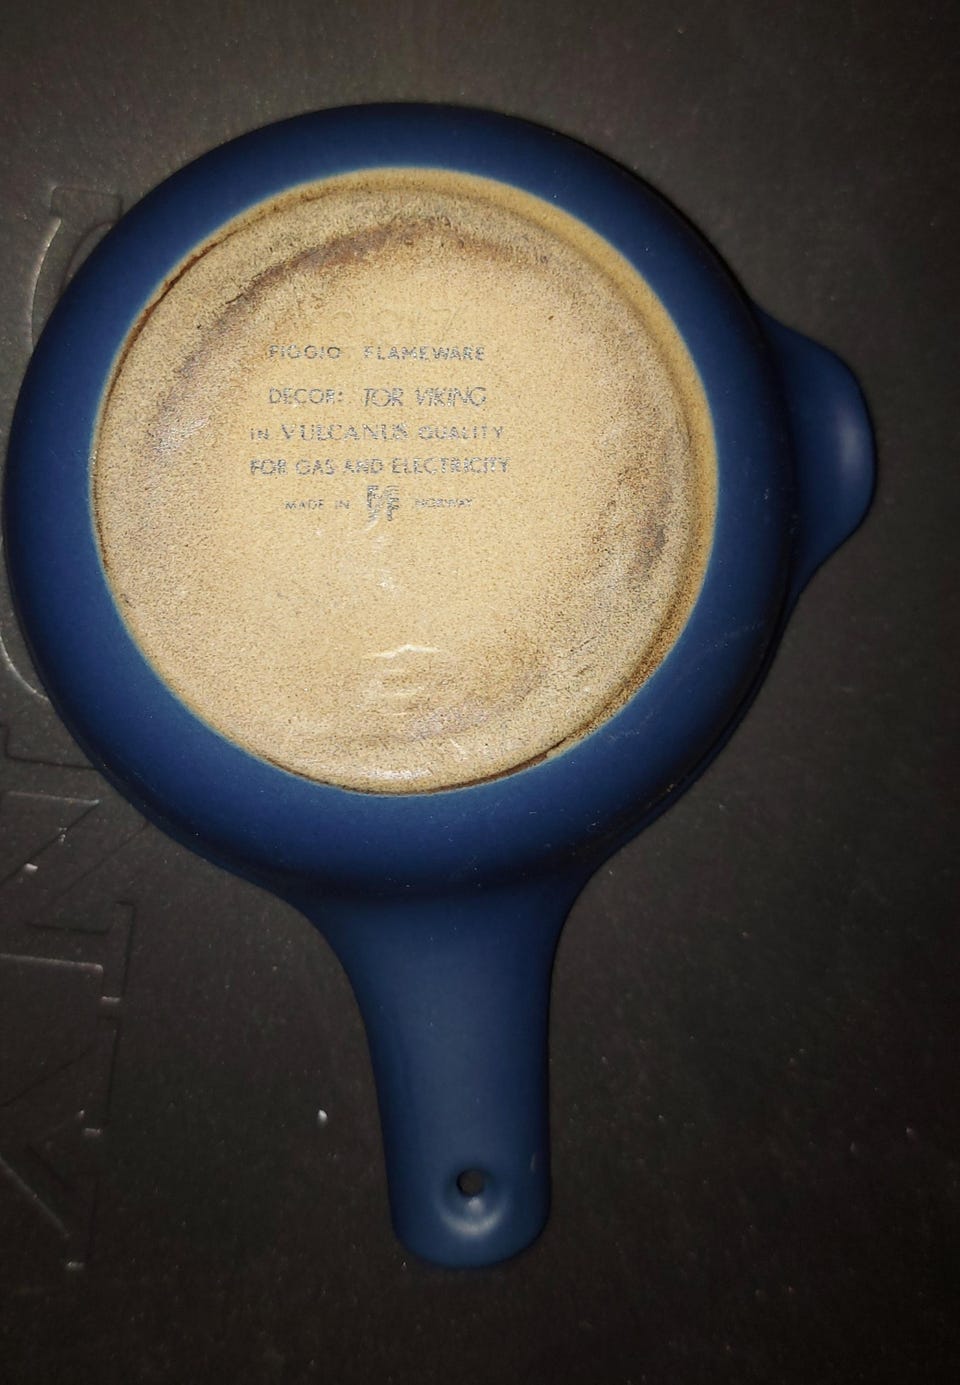 FIGGJO FLAMEWARE
DECOR: TOR VIKING
IN VULCANUS QUALITY
FOR GAS AND ELECTRICITY
MADE IN NORWAY